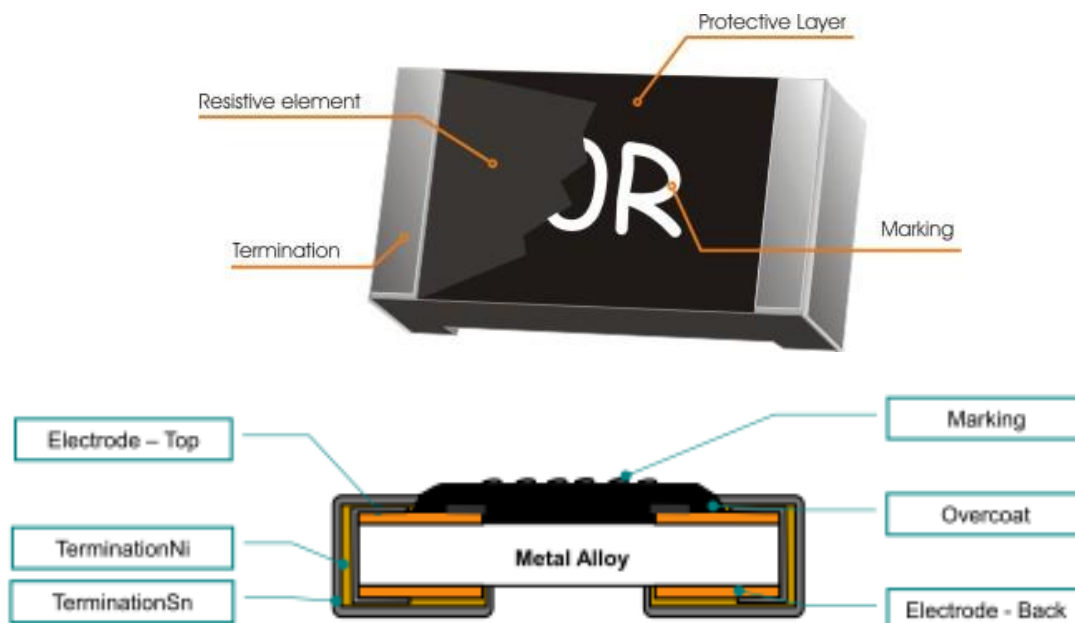 Protective Layer
Resistive element
0R
Marking
Termination
Marking
Electrode – Top
Overcoat
TerminationNi
Metal Alloy
TerminationSn
Electrode - Back